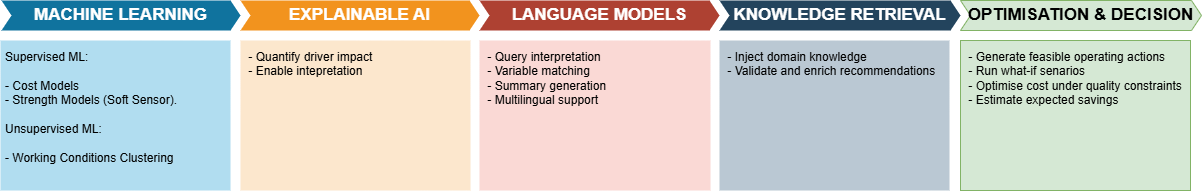 MACHINE LEARNING
EXPLAINABLE AI
LANGUAGE MODELS
KNOWLEDGE RETRIEVAL
OPTIMISATION & DECISION
Supervised ML:
- Cost Models
- Strength Models (Soft Sensor).
Unsupervised ML:
- Working Conditions Clustering
- Quantify driver impact
- Enable intepretation
- Query interpretation
- Variable matching
- Summary generation
- Multilingual support
- Inject domain knowledge
- Validate and enrich recommendations
- Generate feasible operating actions
- Run what-if senarios
- Optimise cost under quality constraints
- Estimate expected savings